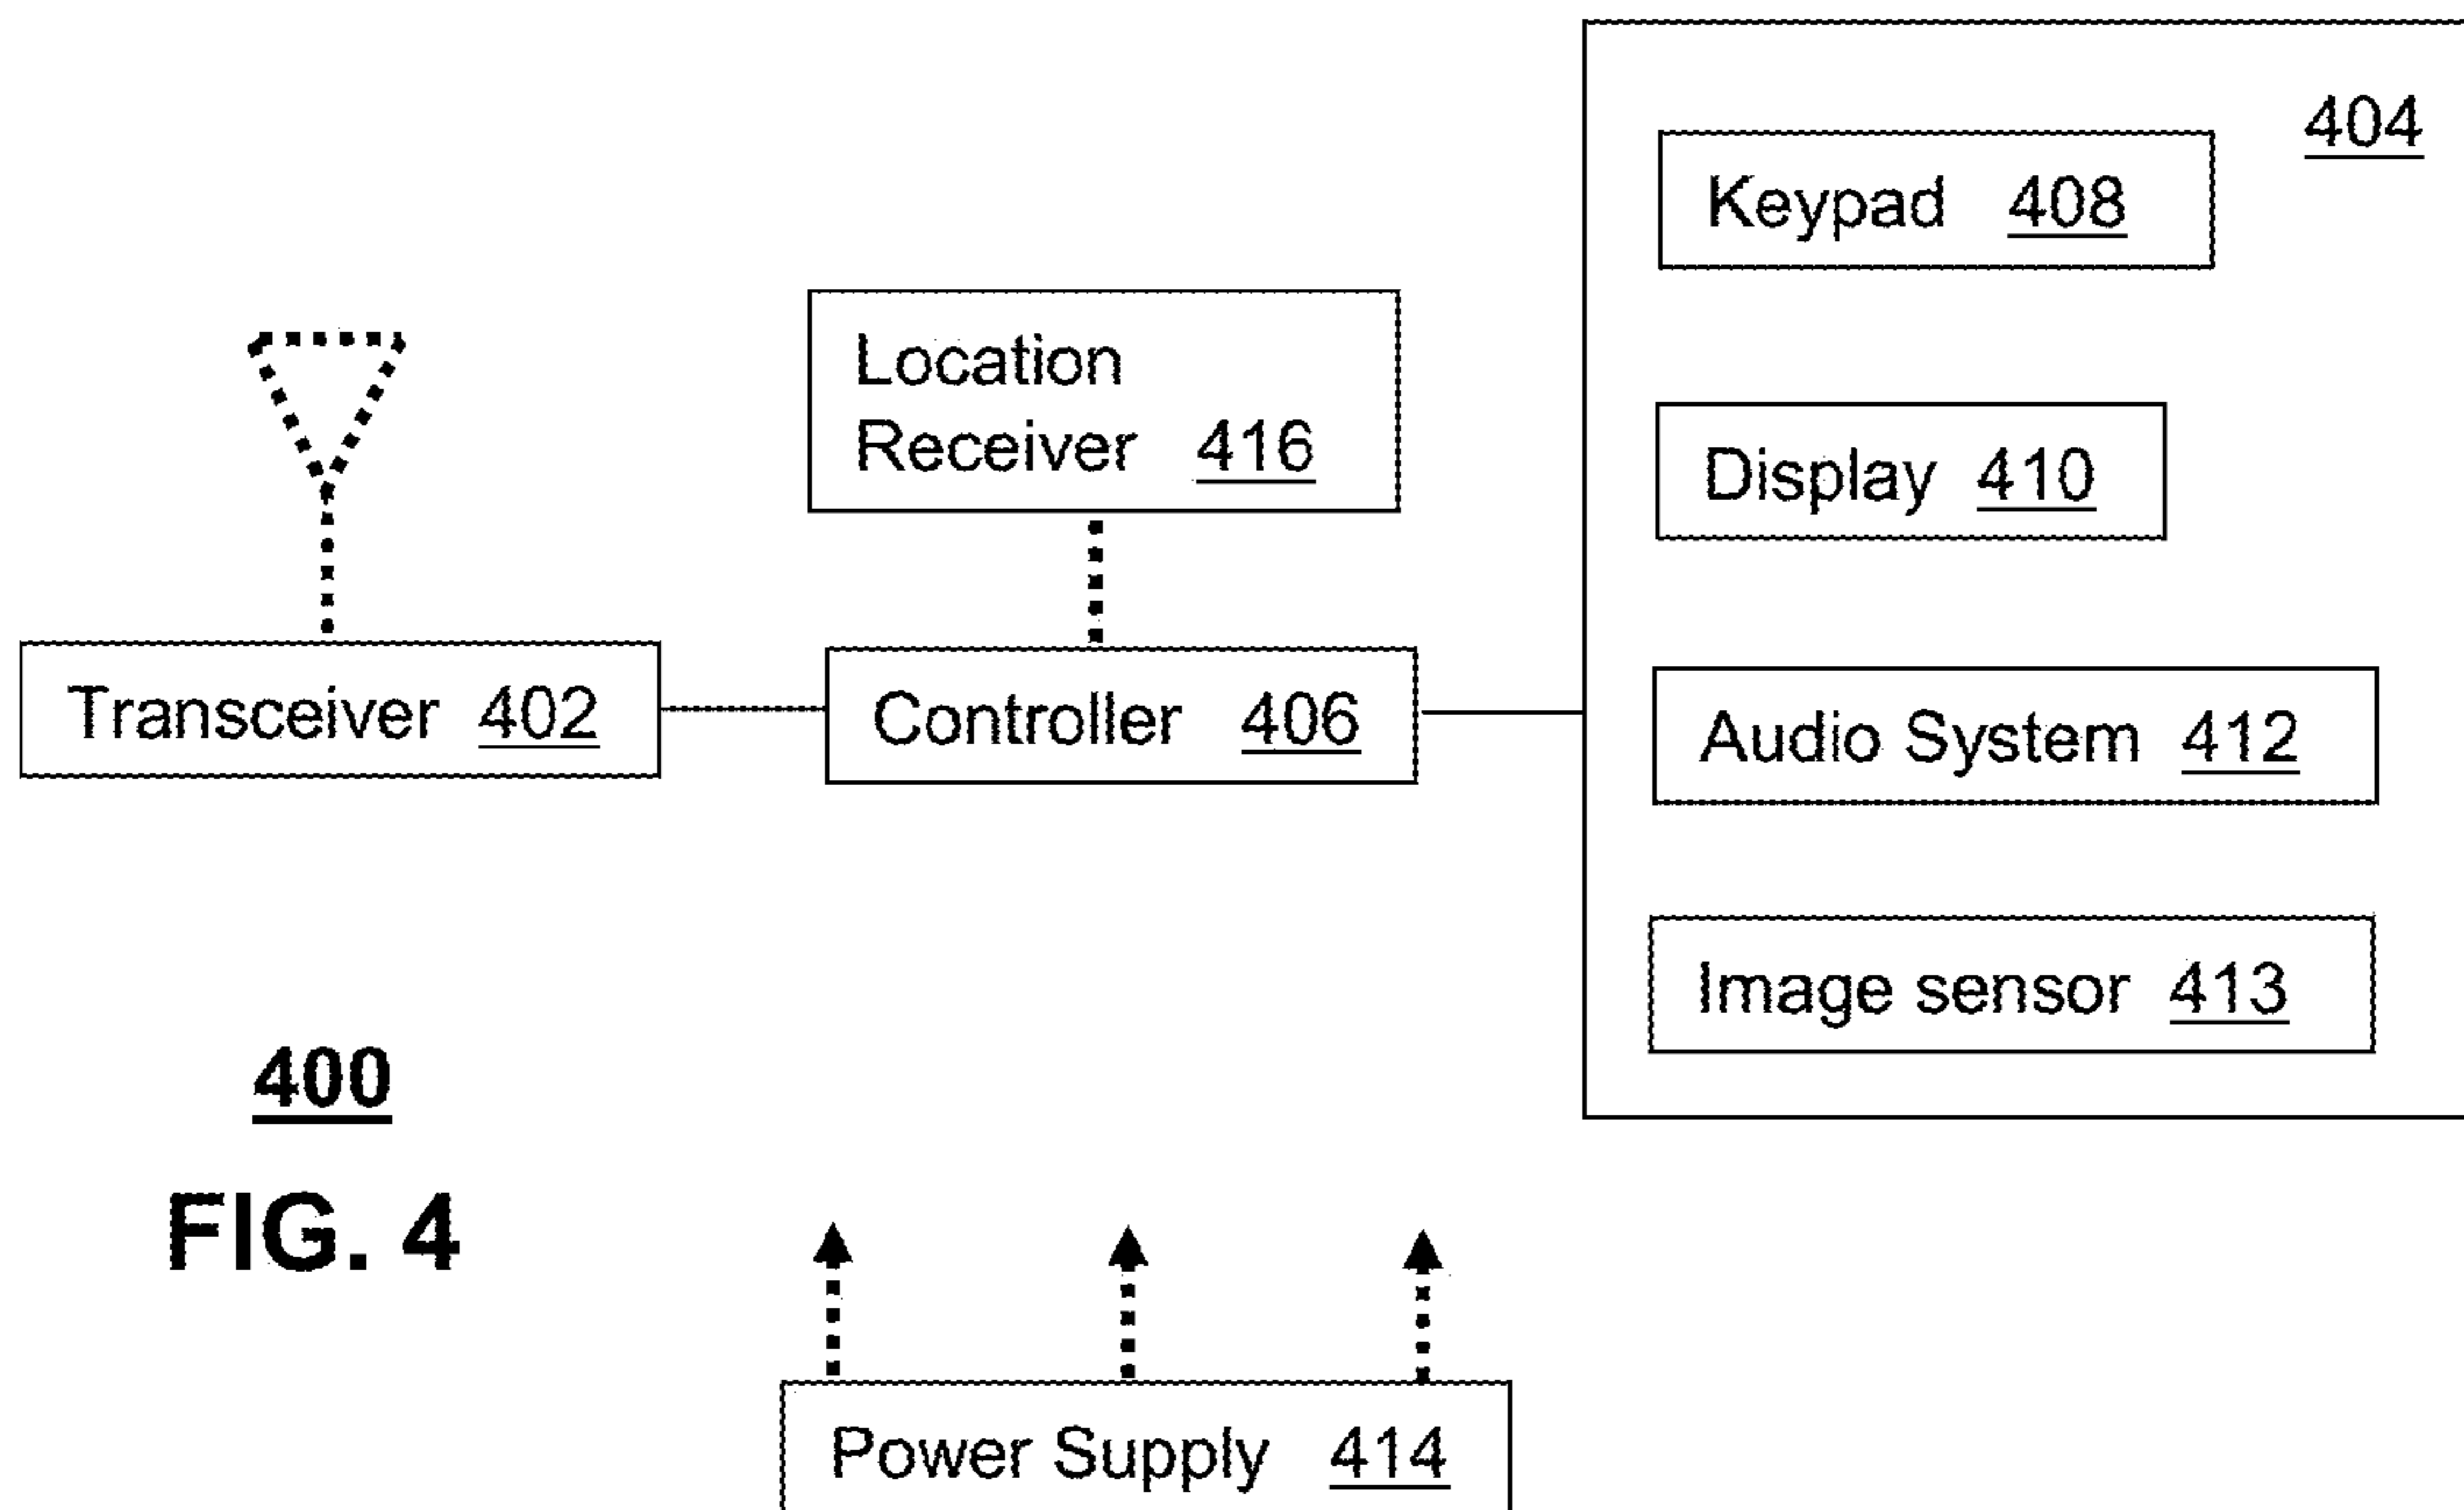 404
Keypad 408
Location
Receiver 416
Display 410
Transceiver 402
Controller 406
Audio System 412
Image sensor 413
400
FIG. 4
Power Supply 414